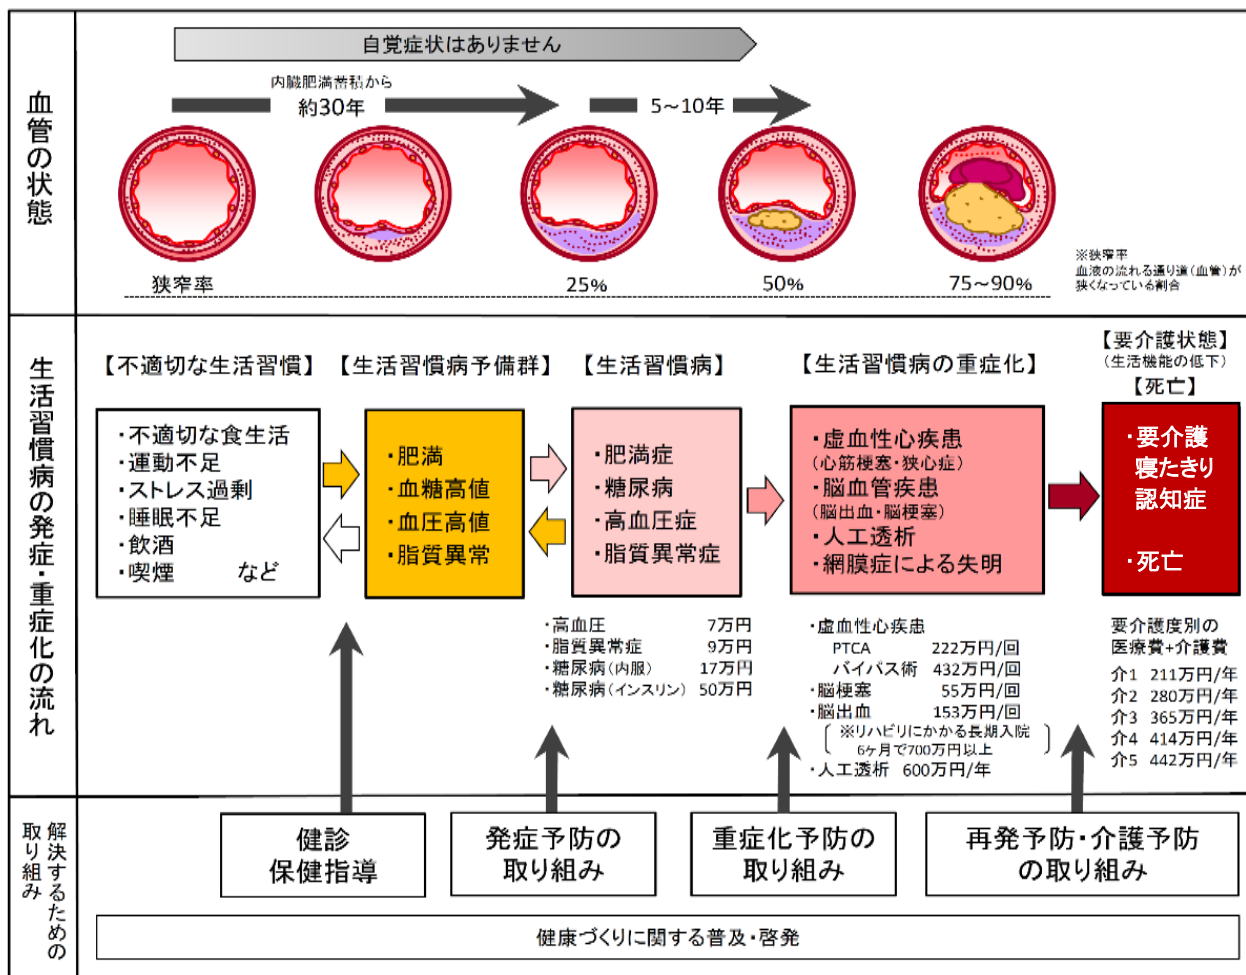 血管の状態
自覚症状はありません
内臓肥満蓄積から
約30年
5～10年
狭窄率
25%
50%
75～90%
※狭窄率
血液の流れる通り道（血管）が
狭くなっている割合
生活習慣病の発症・重症化の流れ
【不適切な生活習慣】
・不適切な食生活
・運動不足
・ストレス過剰
・睡眠不足
・飲酒
・喫煙　　など
【生活習慣病予備群】
・肥満
・血糖高値
・血圧高値
・脂質異常
【生活習慣病】
・肥満症
・糖尿病
・高血圧症
・脂質異常症
・高血圧　7万円
・脂質異常症　9万円
・糖尿病（内服）　17万円
・糖尿病（インスリン）　50万円
【生活習慣病の重症化】
・虚血性心疾患
（心筋梗塞・狭心症）
・脳血管疾患
（脳出血・脳梗塞）
・人工透析
・網膜症による失明
・虚血性心疾患
PTCA　222万円/回
バイパス術　432万円/回
・脳梗塞　55万円/回
・脳出血　153万円/回
※リハビリにかかる長期入院
6ヶ月で700万円以上
・人工透析　600万円/年
【要介護状態】
（生活機能の低下）
【死亡】
・要介護
寝たきり
認知症
・死亡
要介護度別の
医療費+介護費
介1　211万円/年
介2　280万円/年
介3　365万円/年
介4　414万円/年
介5　442万円/年
解決するための
取り組み
健診
保健指導
発症予防の
取り組み
重症化予防の
取り組み
再発予防・介護予防
の取り組み
健康づくりに関する普及・啓発